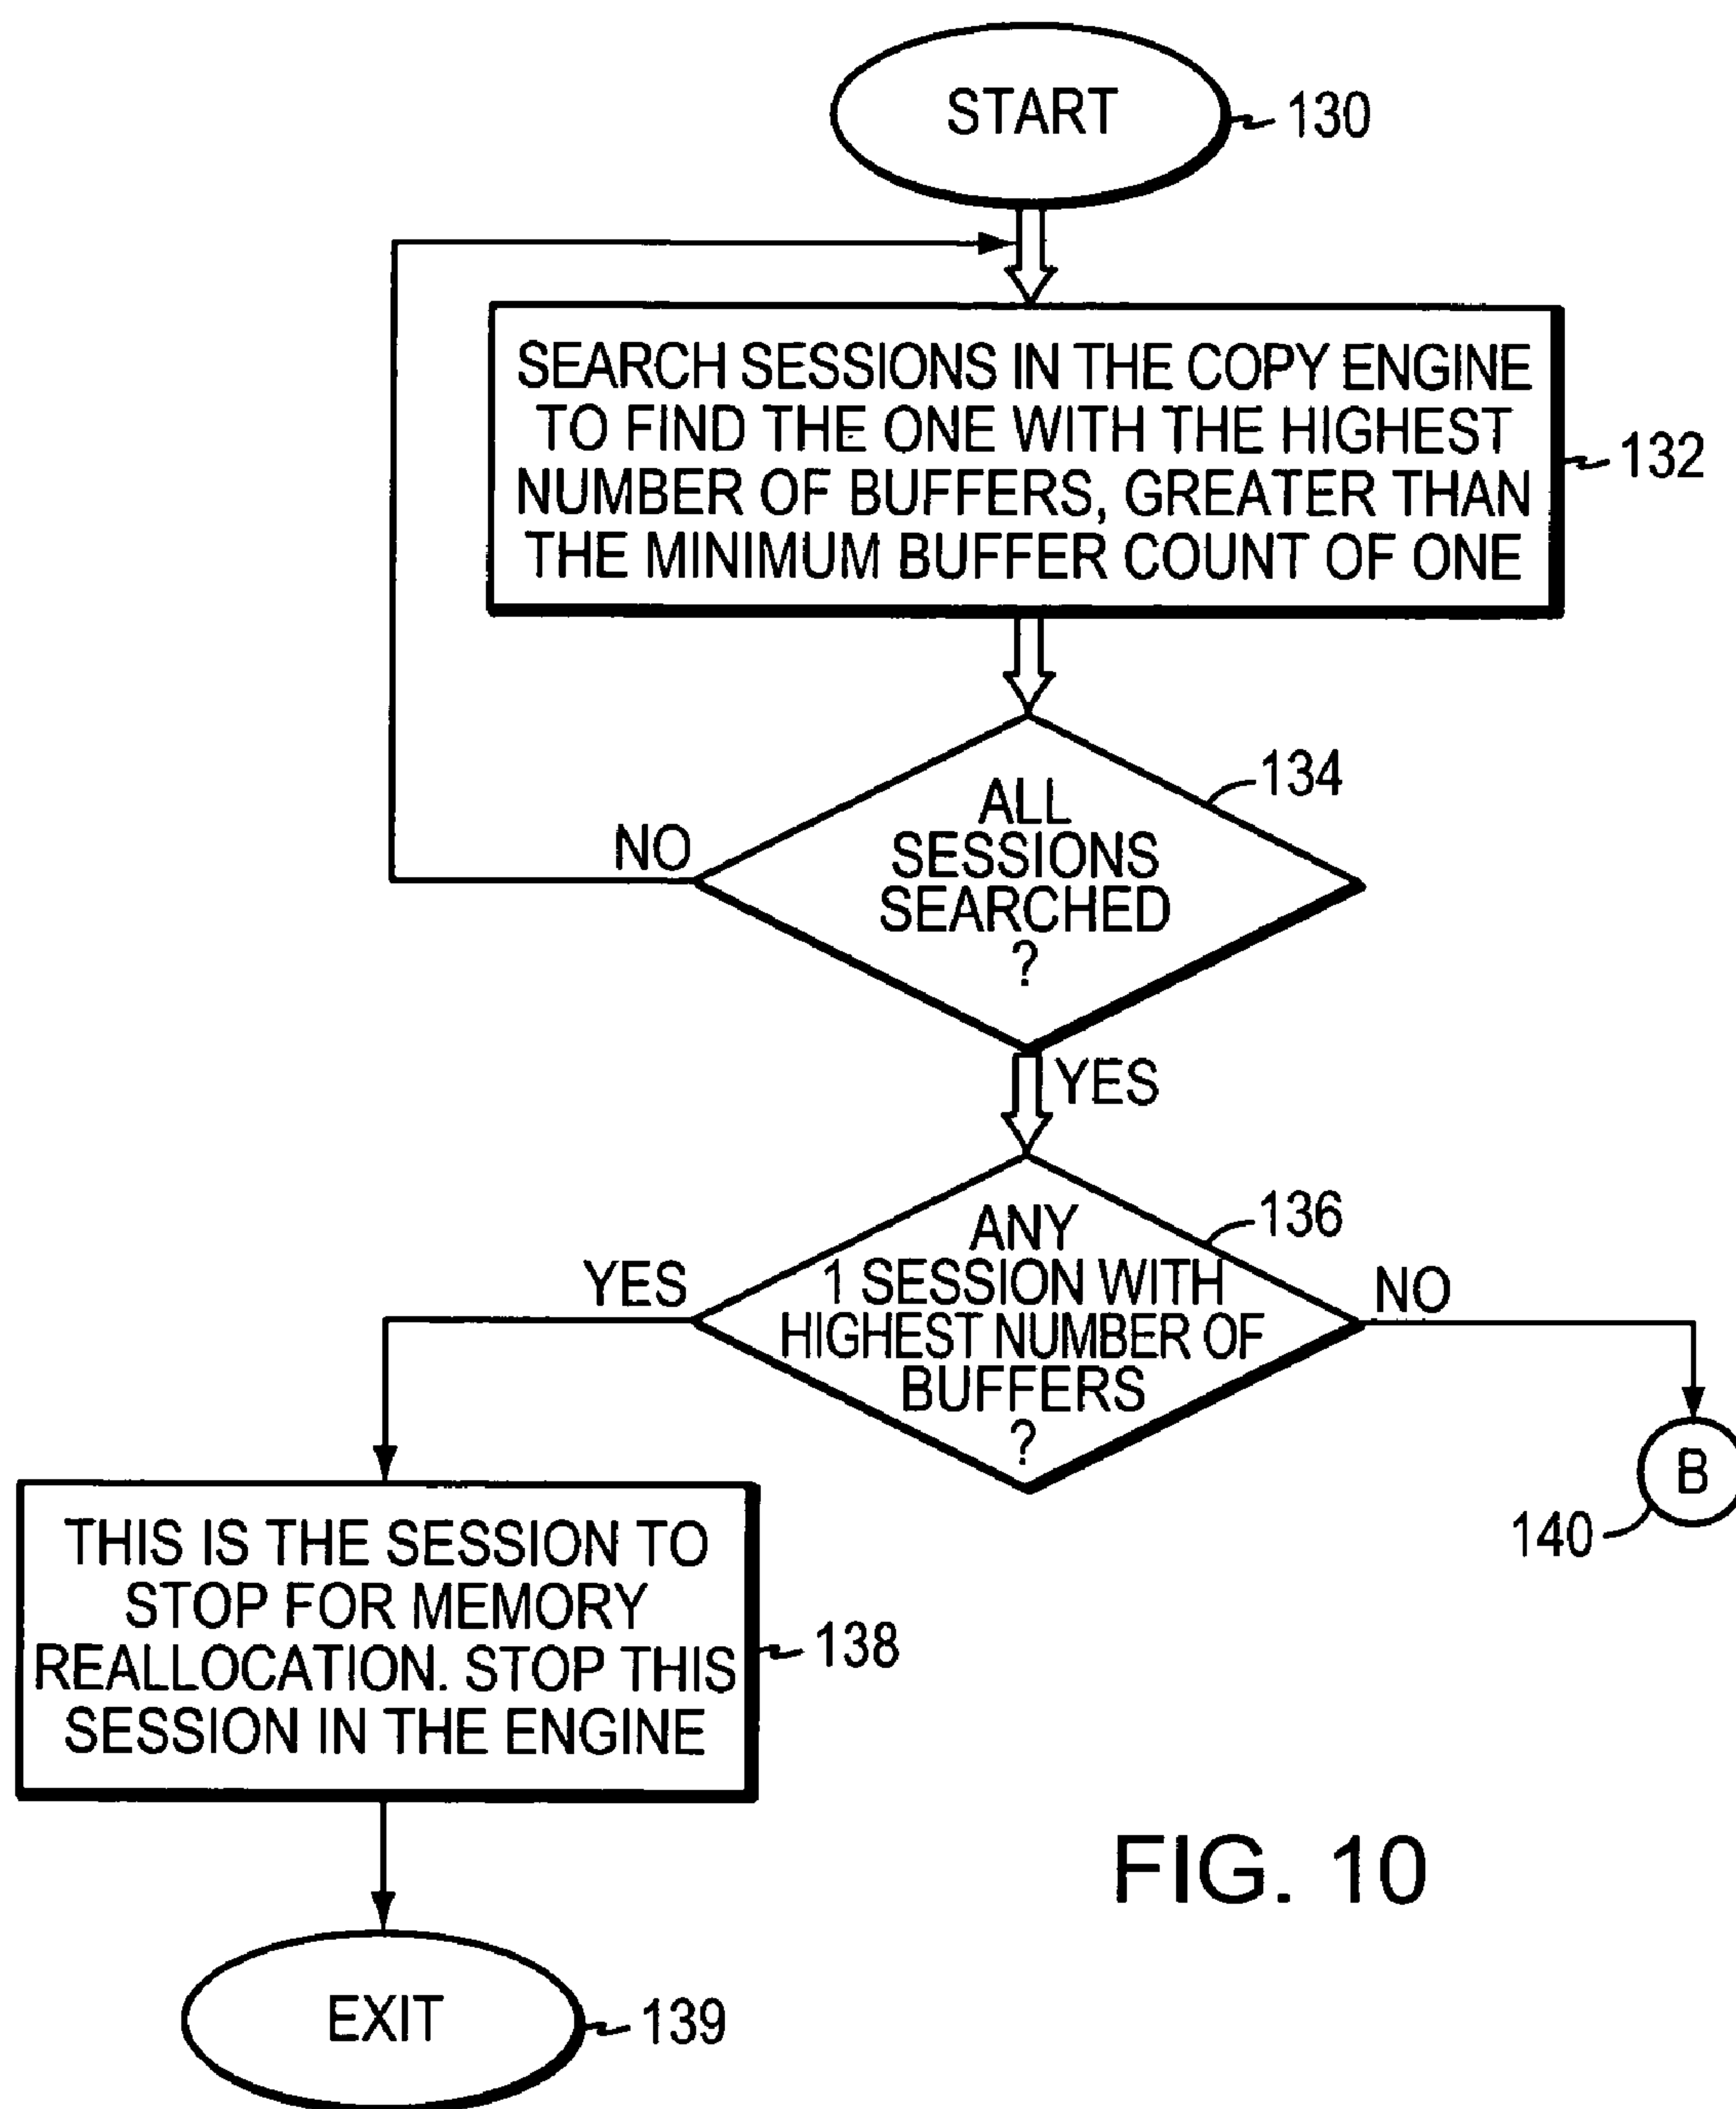 START
130
SEARCH SESSIONS IN THE COPY ENGINE
TO FIND THE ONE WITH THE HIGHEST
NUMBER OF BUFFERS, GREATER THAN
THE MINIMUM BUFFER COUNT OF ONE
132
ALL
SESSIONS
SEARCHED
?
134
NO
YES
ANY
1 SESSION WITH
HIGHEST NUMBER OF
BUFFERS
?
136
YES
NO
B
140
THIS IS THE SESSION TO
STOP FOR MEMORY
REALLOCATION. STOP THIS
SESSION IN THE ENGINE
138
EXIT
139
FIG. 10